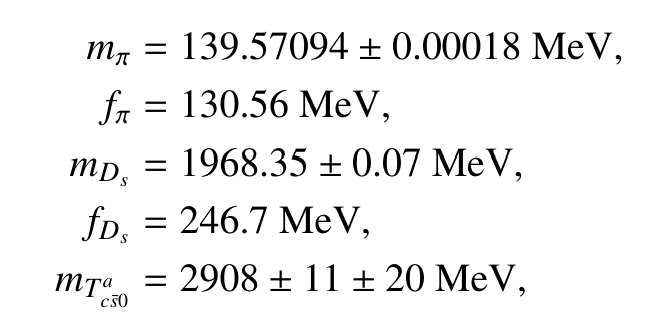 m_π = 139.57094 ± 0.00018 MeV,
f_π = 130.56 MeV,
m_{D_s} = 1968.35 ± 0.07 MeV,
f_{D_s} = 246.7 MeV,
m_{T^a_{cs̄0}} = 2908 ± 11 ± 20 MeV,